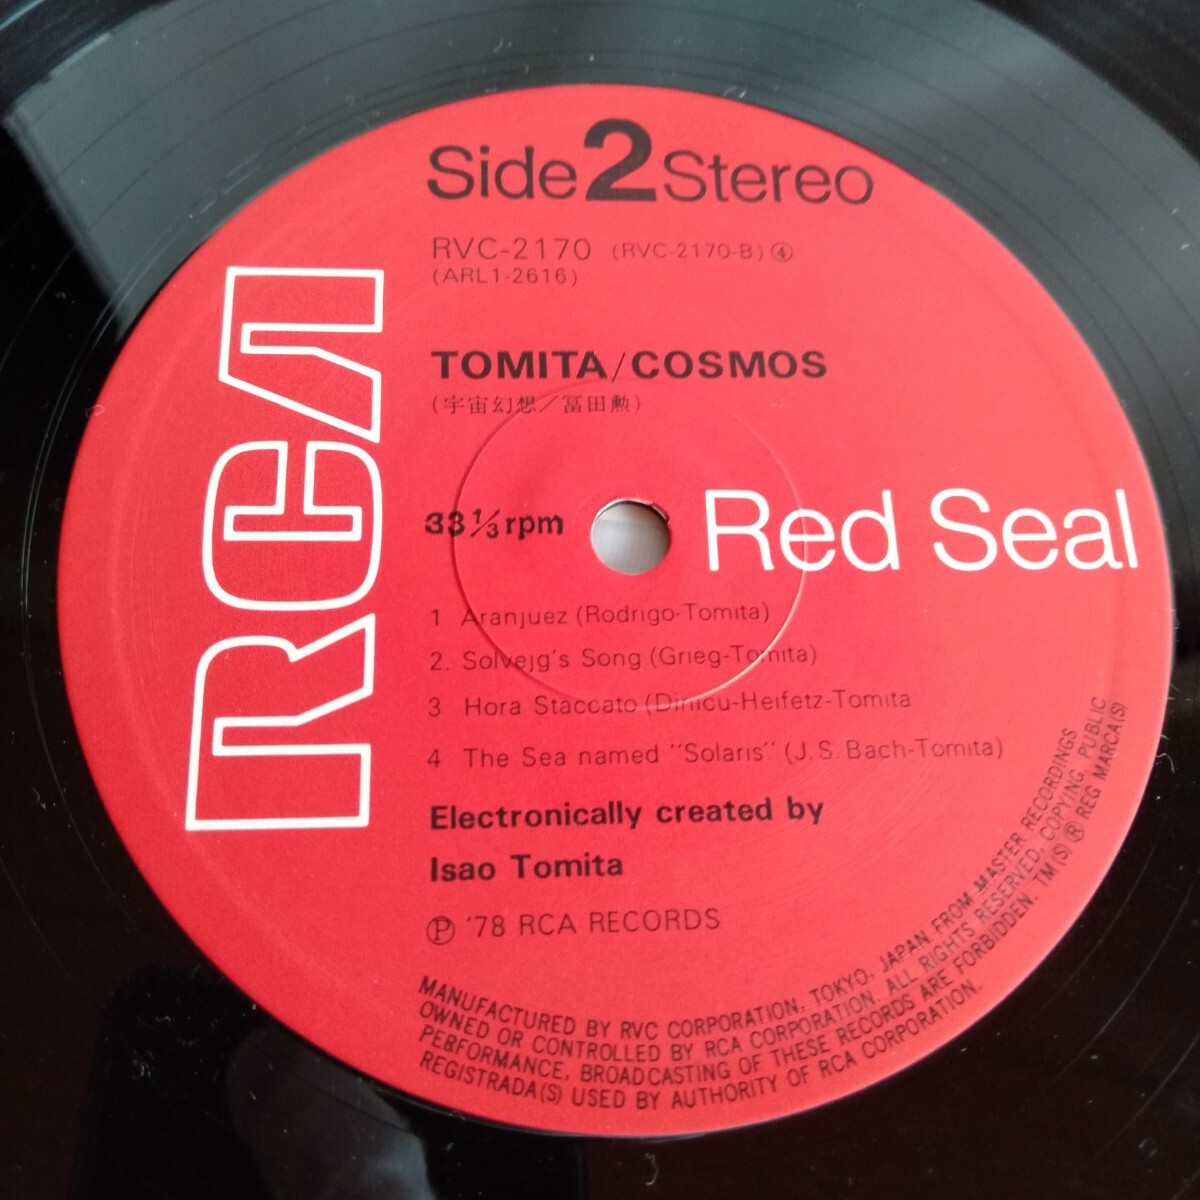 Side 2 Stereo
RVC-2170 (RVC-2170-B) ④
(ARL1-2616)
TOMITA/COSMOS
(宇宙幻想/冨田勲)
RCA
33 1/3 rpm
Red Seal
1 Aranjuez (Rodrigo-Tomita)
2. Solvejg's Song (Grieg-Tomita)
3 Hora Staccato (Dinicu-Heifetz-Tomita
4 The Sea named "Solaris" (J.S. Bach-Tomita)
Electronically created by
Isao Tomita
Ⓟ '78 RCA RECORDS
MANUFACTURED BY RVC CORPORATION, TOKYO, JAPAN. FROM MASTER RECORDINGS
OWNED OR CONTROLLED BY RCA CORPORATION. ALL RIGHTS RESERVED, COPYING, PUBLIC
PERFORMANCE, BROADCASTING OF THESE RECORDS ARE FORBIDDEN. TM(S) ® REG MARCA(S)
REGISTRADA(S) USED BY AUTHORITY OF RCA CORPORATION.